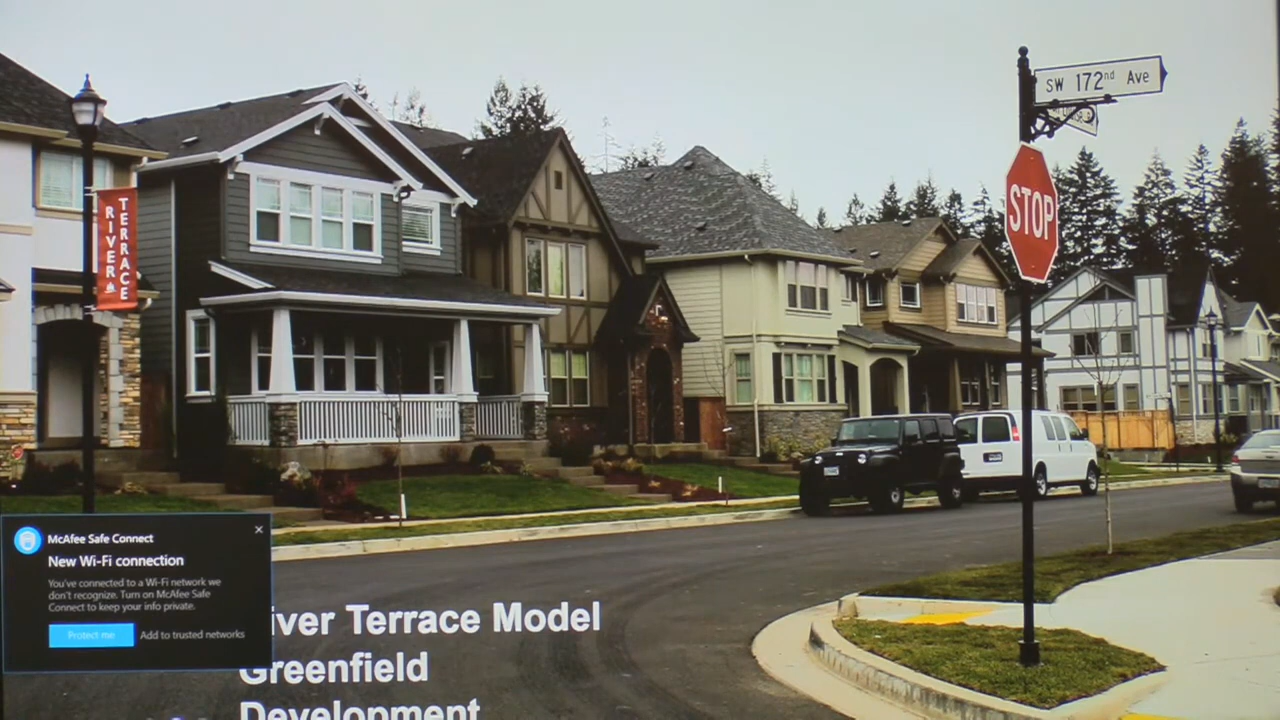 SW 172nd Ave
STOP
RIVER
TERRACE
McAfee Safe Connect
New Wi-Fi connection
You've connected to a Wi-Fi network we
don't recognize. Turn on McAfee Safe
Connect to keep your info private.
Protect me
Add to trusted networks
iver Terrace Model
Greenfield
Development